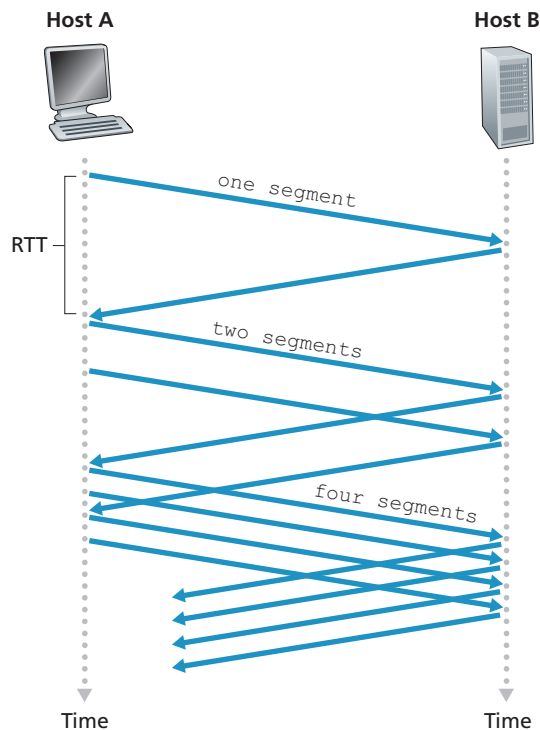 Host A
Host B
one segment
RTT
two segments
four segments
Time
Time